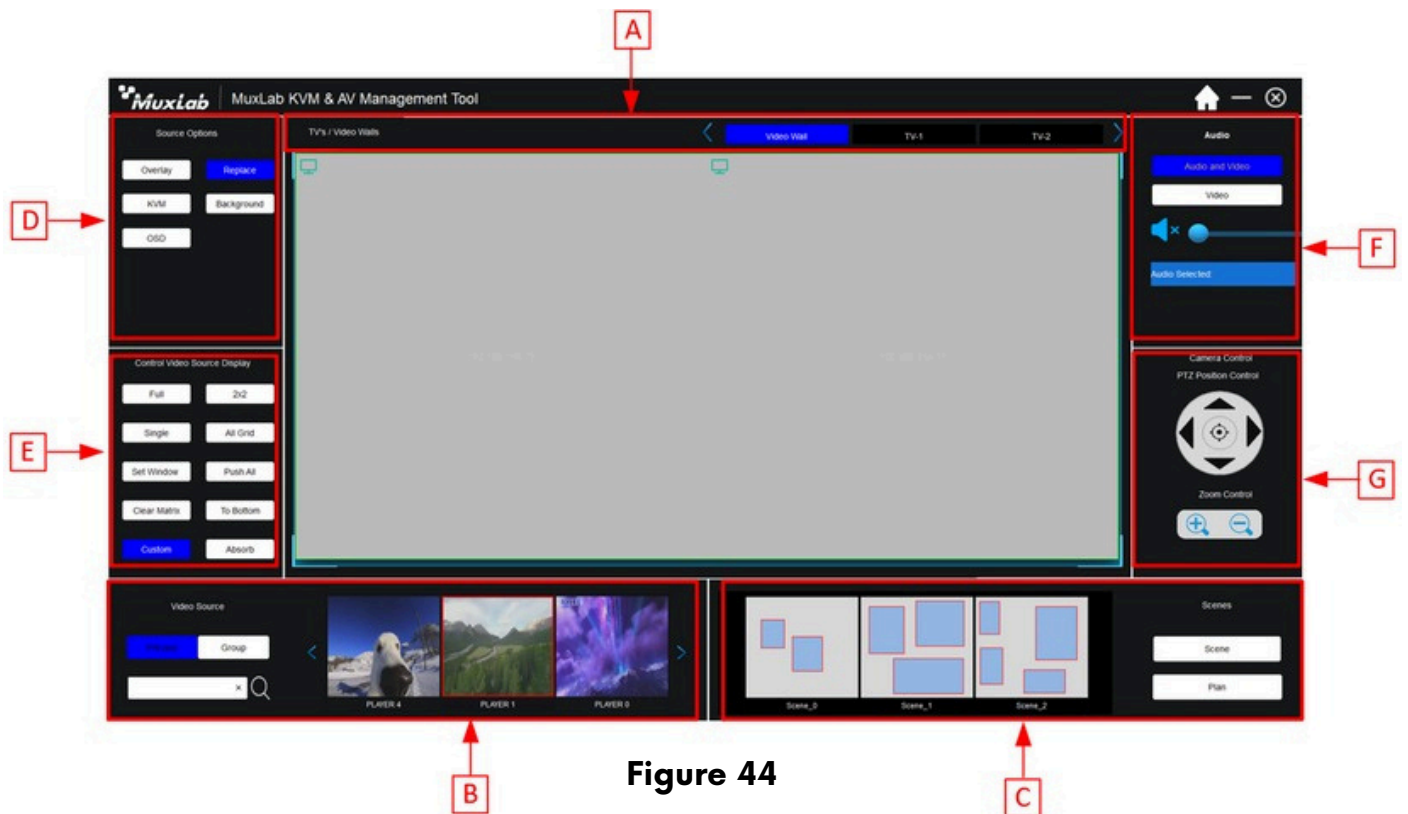 A
MuxLab MuxLab KVM & AV Management Tool
Source Options
TV's / Video Walls
Video Wall
TV-1
TV-2
Audio
Overlay
Replace
KVM
Background
OSD
Audio and Video
Video
Audio Selected
D
F
Control Video Source Display
Full
2x2
Single
All Grid
Set Window
Push All
Clear Matrix
To Bottom
Custom
Absorb
E
Camera Control
PTZ Position Control
Zoom Control
G
Video Source
Group
PLAYER 4
PLAYER 1
PLAYER 0
Scene_0
Scene_1
Scene_2
Scenes
Scene
Plan
B
Figure 44
C